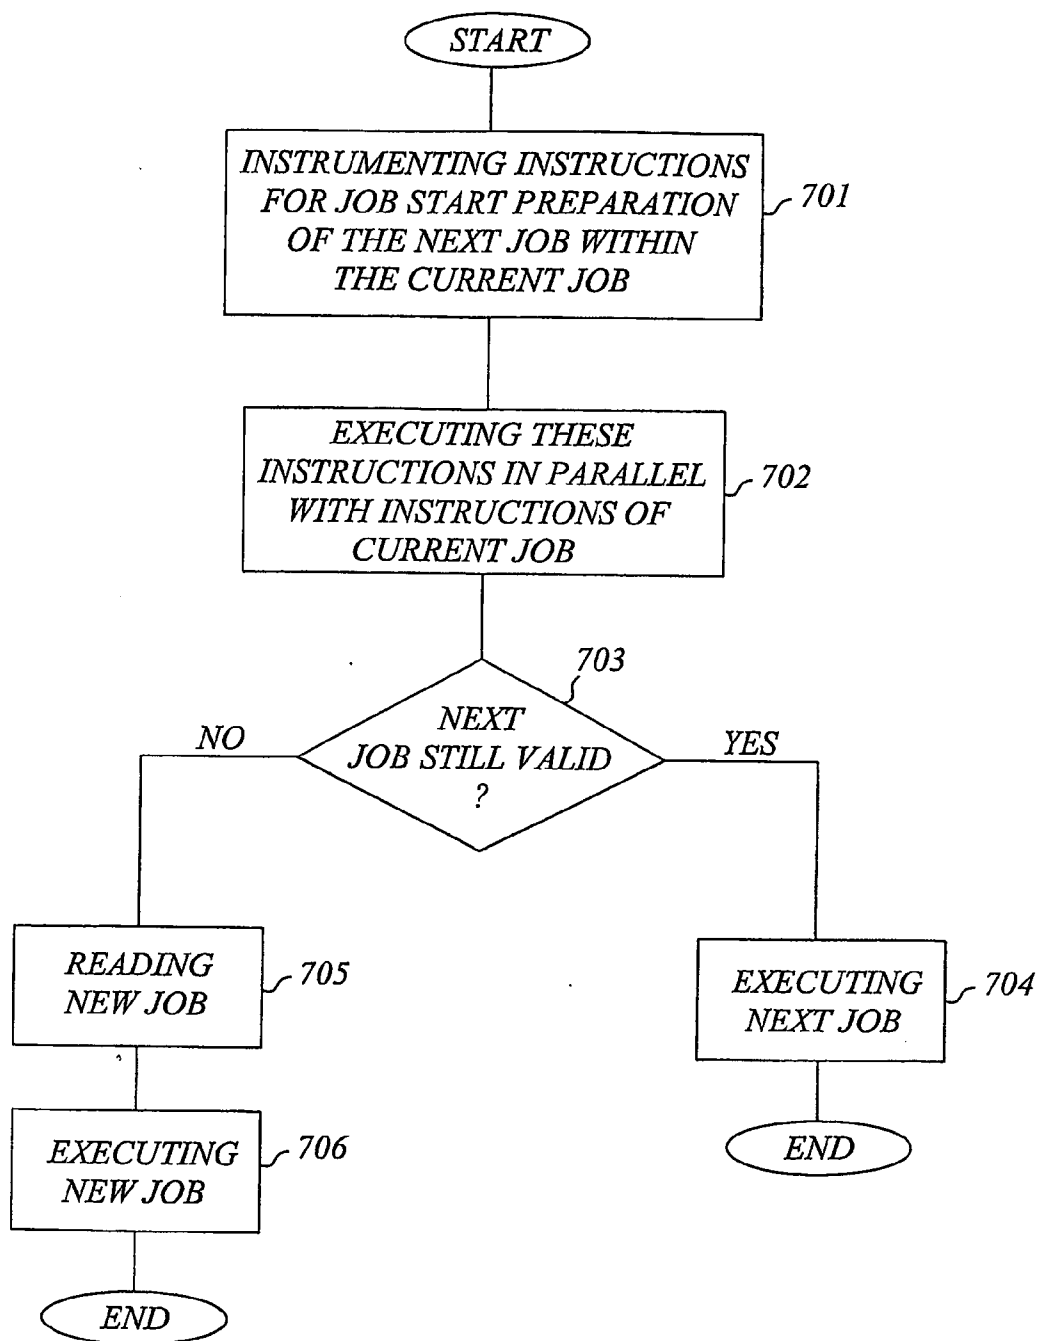 START
INSTRUMENTING INSTRUCTIONS
FOR JOB START PREPARATION
OF THE NEXT JOB WITHIN
THE CURRENT JOB
701
EXECUTING THESE
INSTRUCTIONS IN PARALLEL
WITH INSTRUCTIONS OF
CURRENT JOB
702
703
NEXT
JOB STILL VALID
?
NO
YES
READING
NEW JOB
705
EXECUTING
NEXT JOB
704
EXECUTING
NEW JOB
706
END
END